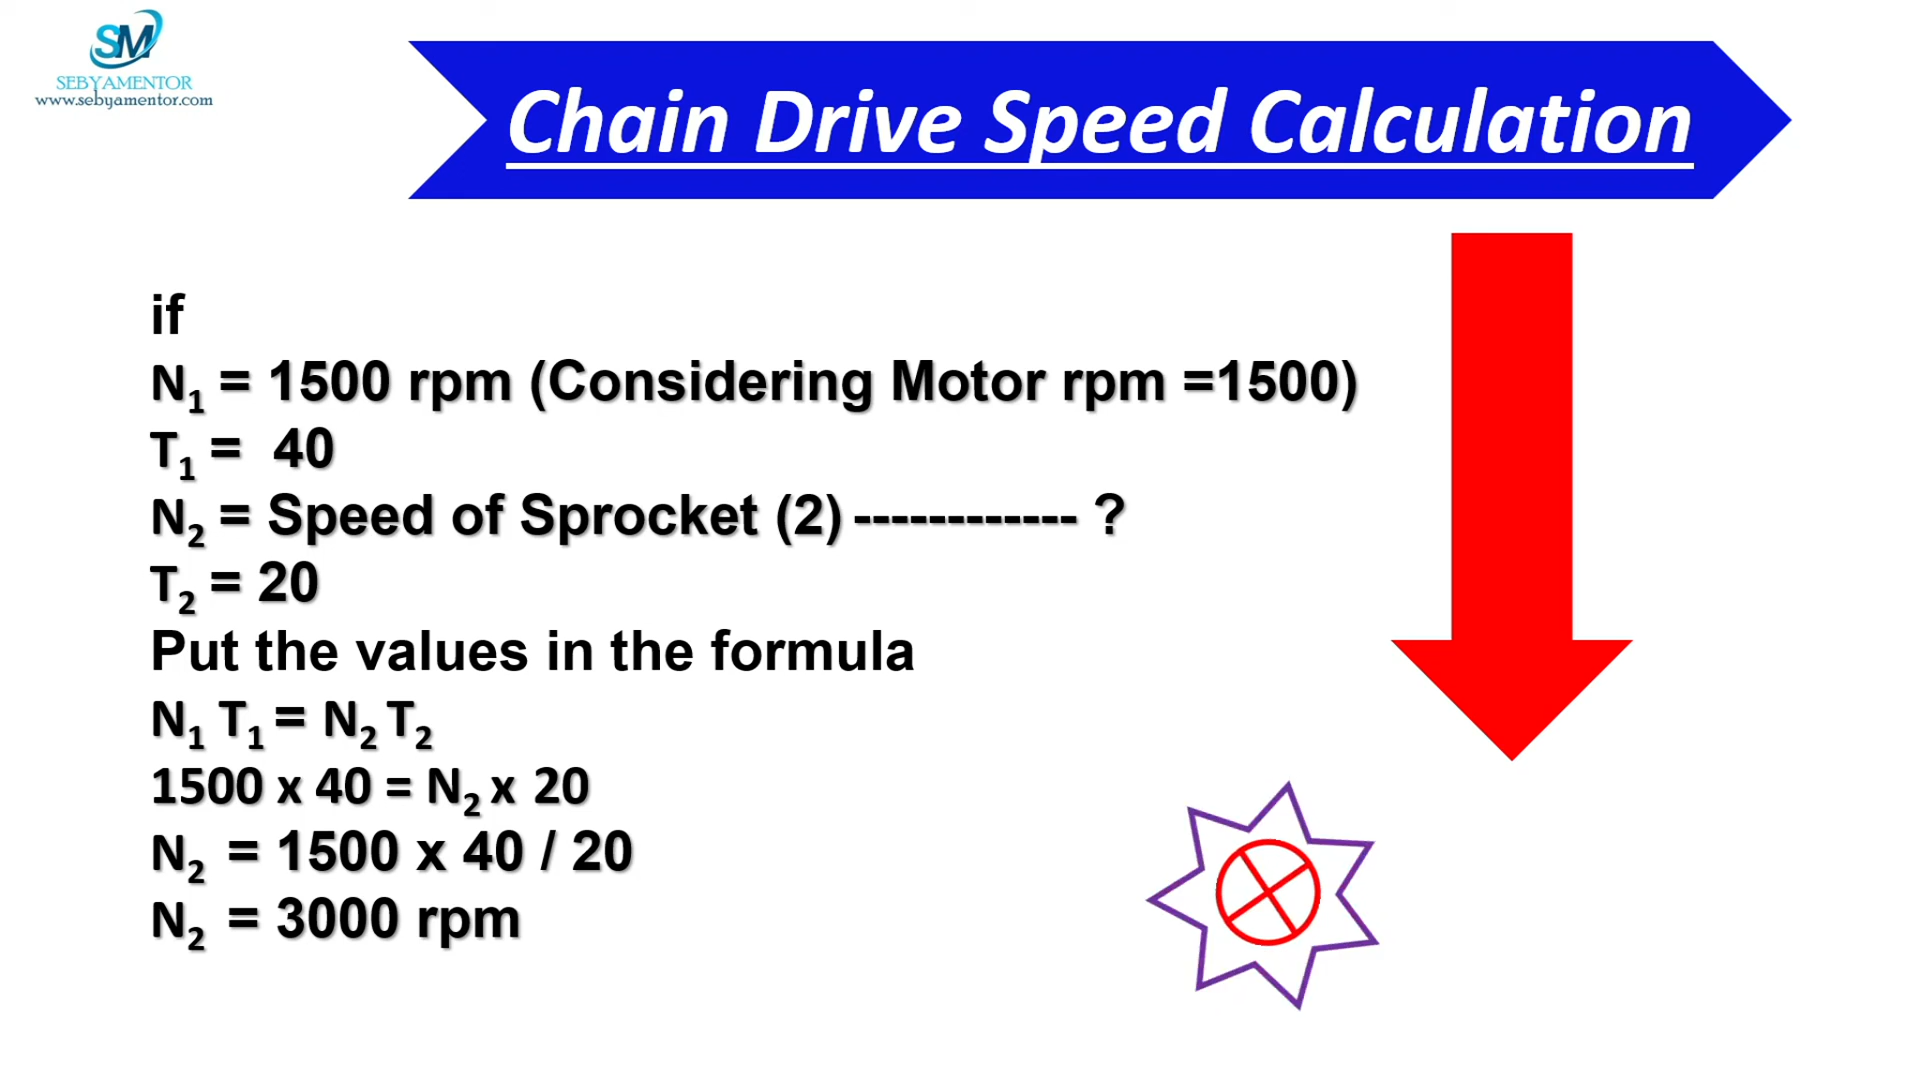 SM
SEBYAMENTOR
www.sebyamentor.com
Chain Drive Speed Calculation
if
N₁ = 1500 rpm (Considering Motor rpm =1500)
T₁ = 40
N₂ = Speed of Sprocket (2) ------------ ?
T₂ = 20
Put the values in the formula
N₁ T₁ = N₂ T₂
1500 x 40 = N₂ x 20
N₂ = 1500 x 40 / 20
N₂ = 3000 rpm